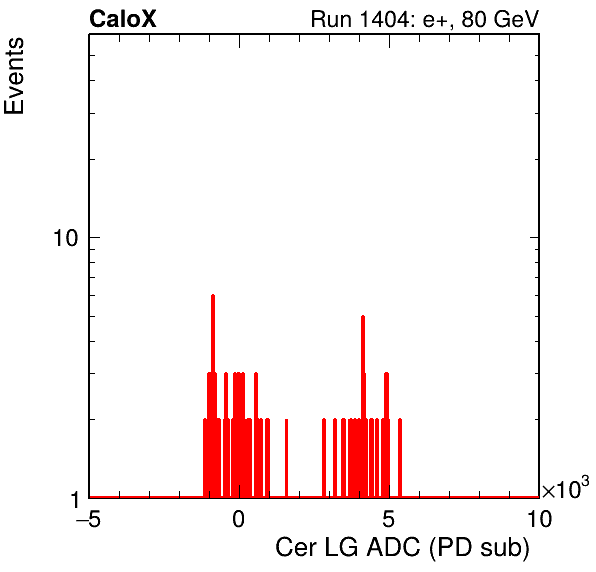 CaloX Run 1404: e+, 80 GeV
Events
10
1
−5 0 5 10
×10³
Cer LG ADC (PD sub)